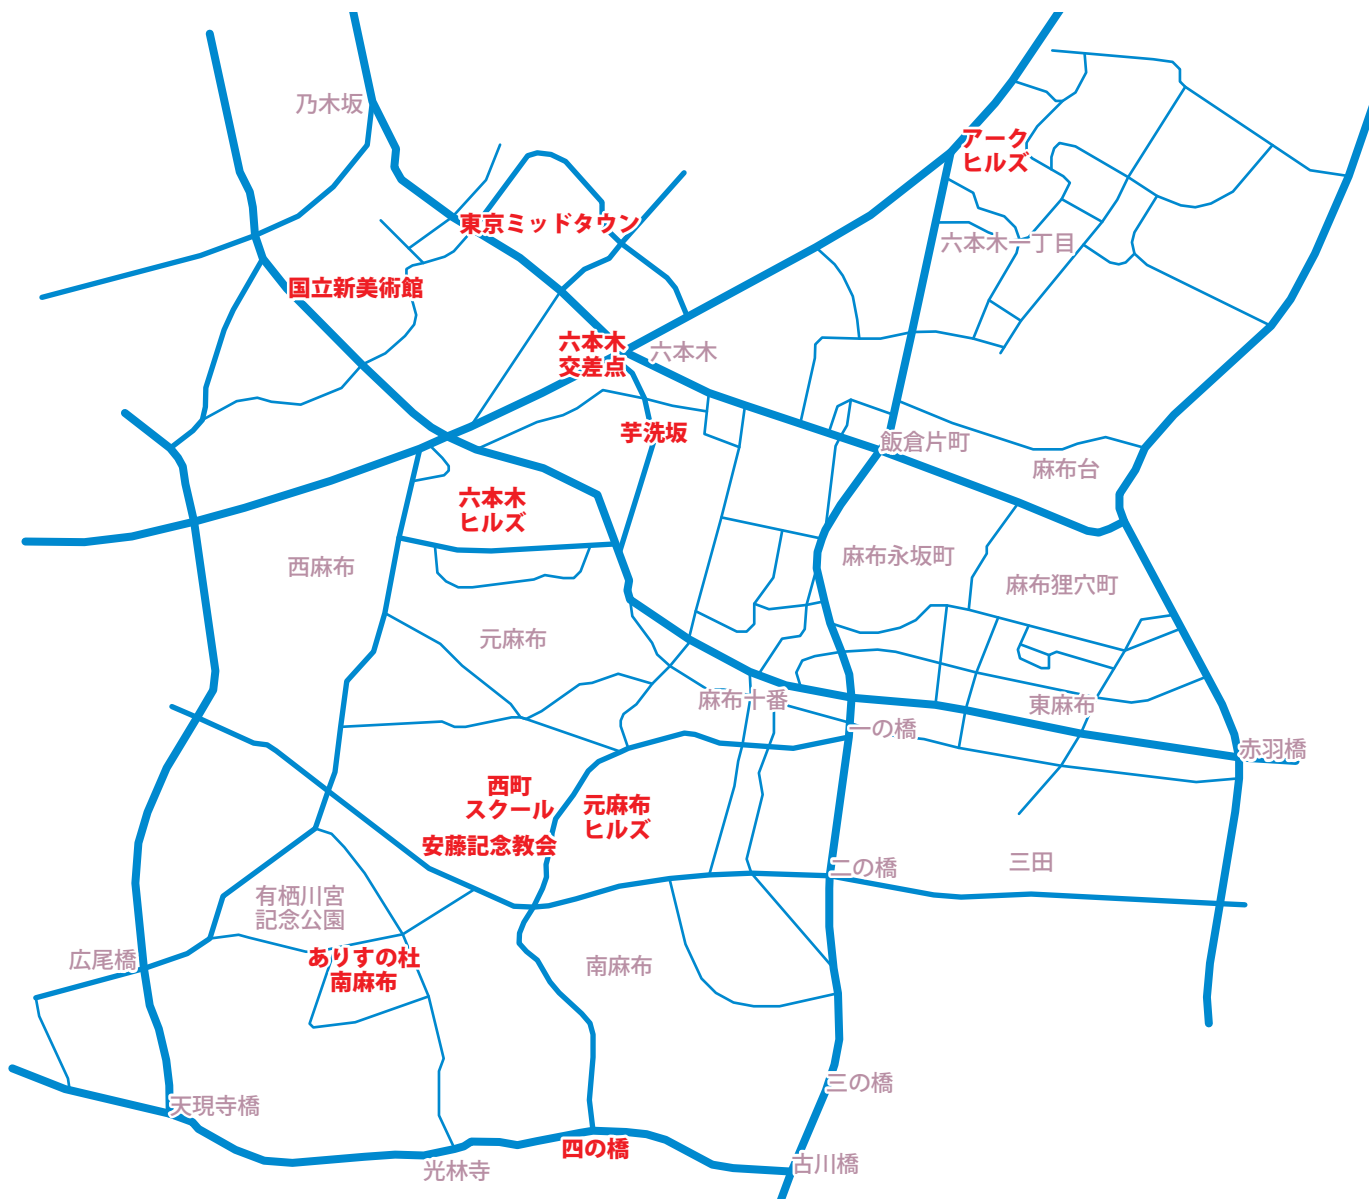 乃木坂
アーク
ヒルズ
東京ミッドタウン
六本木一丁目
国立新美術館
六本木
交差点
六本木
芋洗坂
飯倉片町
麻布台
六本木
ヒルズ
西麻布
麻布永坂町
麻布狸穴町
元麻布
麻布十番
東麻布
一の橋
赤羽橋
西町
スクール
元麻布
ヒルズ
安藤記念教会
二の橋
三田
有栖川宮
記念公園
広尾橋
ありすの杜
南麻布
南麻布
三の橋
天現寺橋
四の橋
光林寺
古川橋